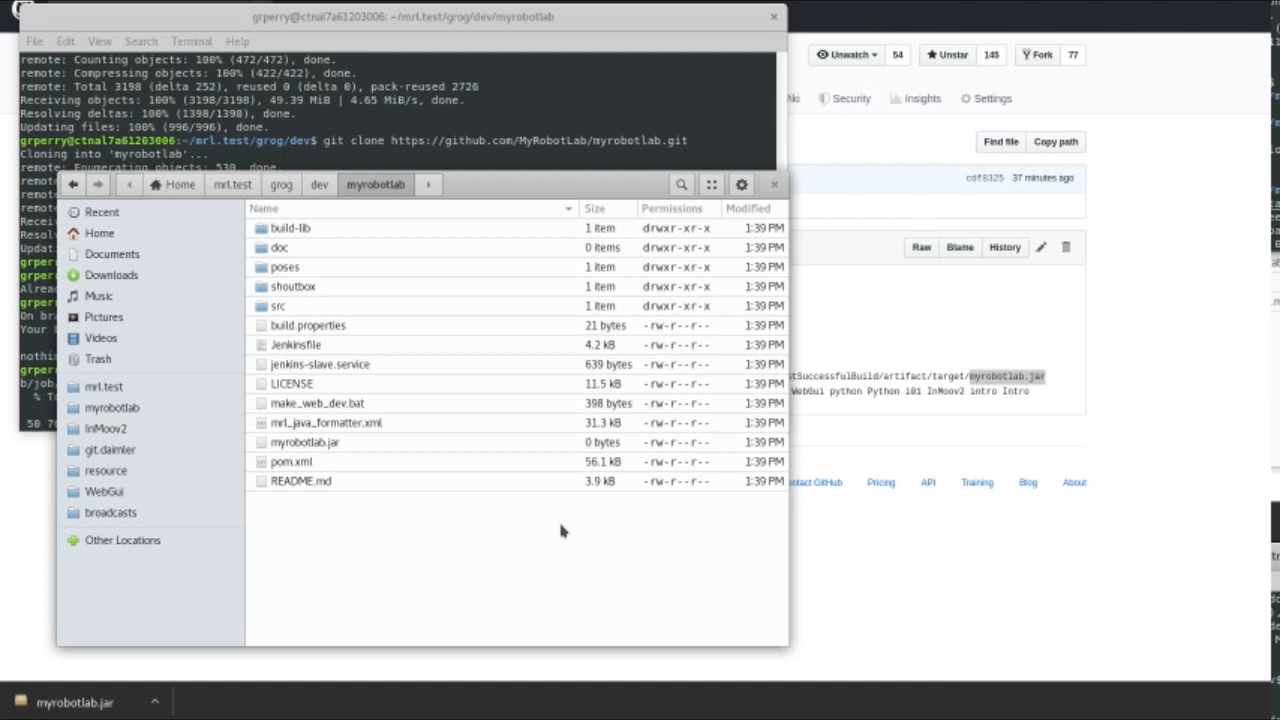 grperry@ctnal7a61203006: ~/mrl.test/grog/dev/myrobotlab
File Edit View Search Terminal Help
remote: Counting objects: 100% (472/472), done.
remote: Compressing objects: 100% (422/422), done.
remote: Total 3198 (delta 252), reused 0 (delta 0), pack-reused 2726
Receiving objects: 100% (3198/3198), 49.39 MiB | 4.65 MiB/s, done.
Resolving deltas: 100% (1398/1398), done.
Updating files: 100% (996/996), done.
grperry@ctnal7a61203006:~/mrl.test/grog/dev$ git clone https://github.com/MyRobotLab/myrobotlab.git
Cloning into 'myrobotlab'...
remote: Enumerating objects: 530, done.
Unwatch 54 Unstar 145 Fork 77
Security Insights Settings
Find file Copy path
cdf8325 37 minutes ago
Raw Blame History
stSuccessfulBuild/artifact/target/myrobotlab.jar
WebGui python Python i01 InMoov2 intro Intro
ontact GitHub Pricing API Training Blog About
Home mrl.test grog dev myrobotlab
Recent
Home
Documents
Downloads
Music
Pictures
Videos
Trash
mrl.test
myrobotlab
InMoov2
git.daimler
resource
WebGui
broadcasts
Other Locations
Name Size Permissions Modified
build-lib 1 item drwxr-xr-x 1:39 PM
doc 0 items drwxr-xr-x 1:39 PM
poses 1 item drwxr-xr-x 1:39 PM
shoutbox 1 item drwxr-xr-x 1:39 PM
src 1 item drwxr-xr-x 1:39 PM
build.properties 21 bytes -rw-r--r-- 1:39 PM
Jenkinsfile 4.2 kB -rw-r--r-- 1:39 PM
jenkins-slave.service 639 bytes -rw-r--r-- 1:39 PM
LICENSE 11.5 kB -rw-r--r-- 1:39 PM
make_web_dev.bat 398 bytes -rw-r--r-- 1:39 PM
mrl_java_formatter.xml 31.3 kB -rw-r--r-- 1:39 PM
myrobotlab.jar 0 bytes -rw-r--r-- 1:39 PM
pom.xml 56.1 kB -rw-r--r-- 1:39 PM
README.md 3.9 kB -rw-r--r-- 1:39 PM
myrobotlab.jar